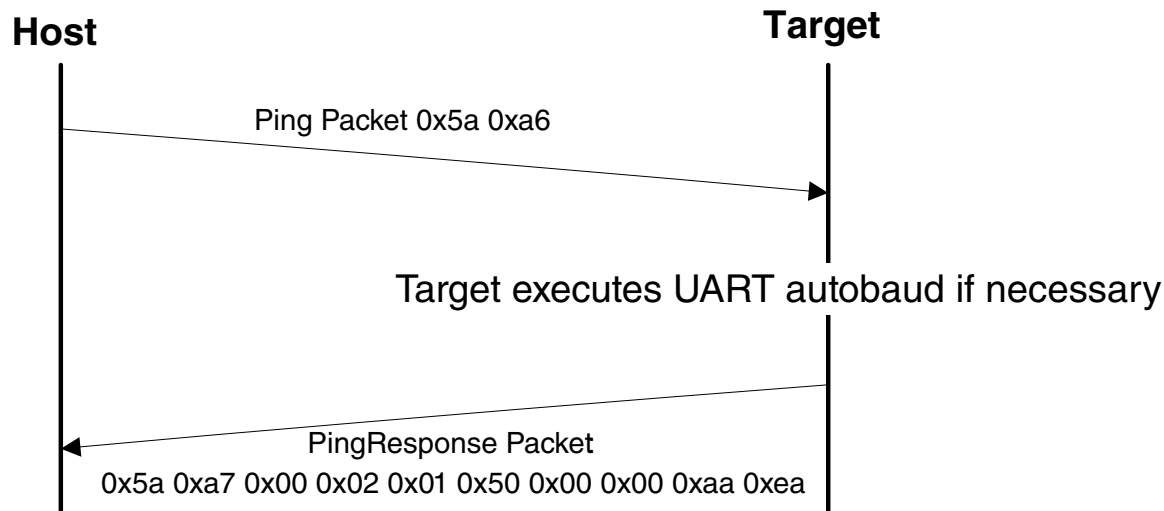 Host
Target
Ping Packet 0x5a 0xa6
Target executes UART autobaud if necessary
PingResponse Packet
0x5a 0xa7 0x00 0x02 0x01 0x50 0x00 0x00 0xaa 0xea